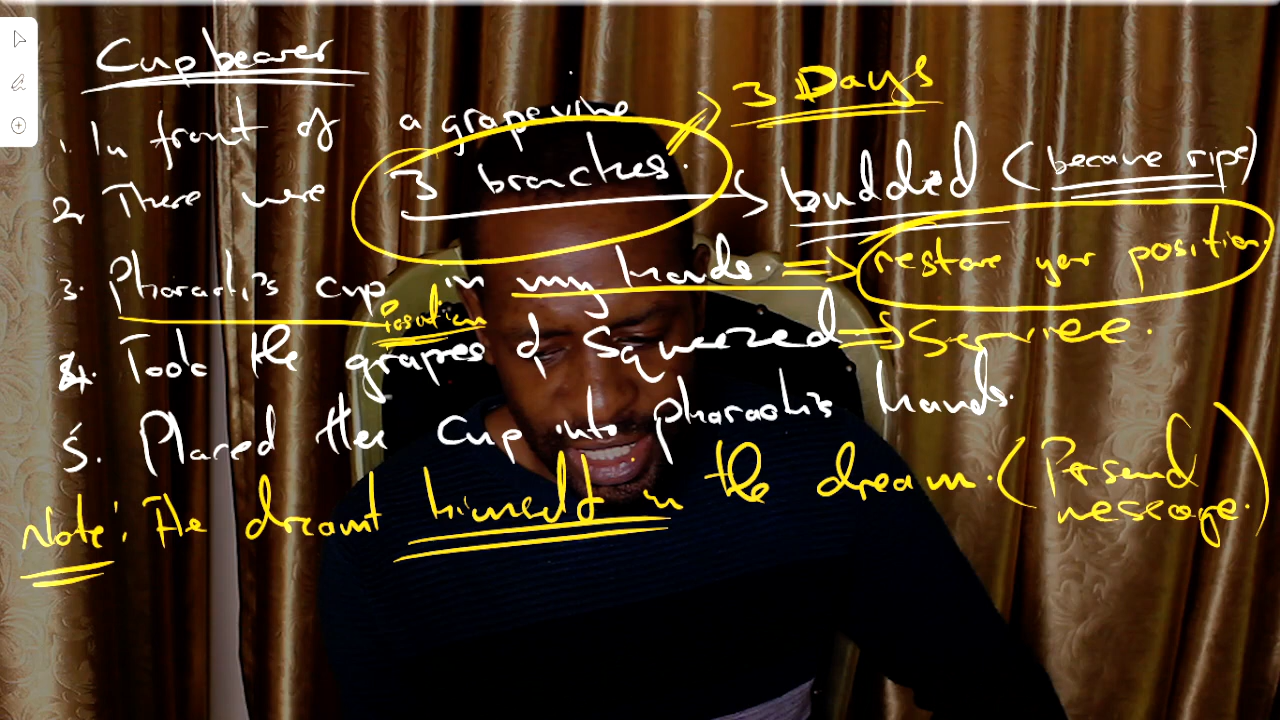 Cup bearer
1. In front of a grapevine
2. There were 3 branches. → budded (became ripe)
⇒ 3 Days
3. Pharaoh's cup in my hands. ⇒ restore your position.
Position
4. Took the grapes & Squeezed ⇒ Service.
5. Placed the cup into pharaoh's hands.
Note: He dreamt himself in the dream. (Personal message.)